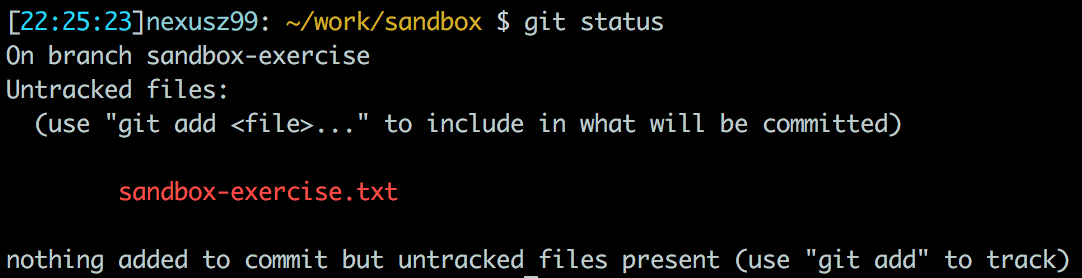 [22:25:23]nexusz99: ~/work/sandbox $ git status
On branch sandbox-exercise
Untracked files:
  (use "git add <file>..." to include in what will be committed)

        sandbox-exercise.txt

nothing added to commit but untracked files present (use "git add" to track)